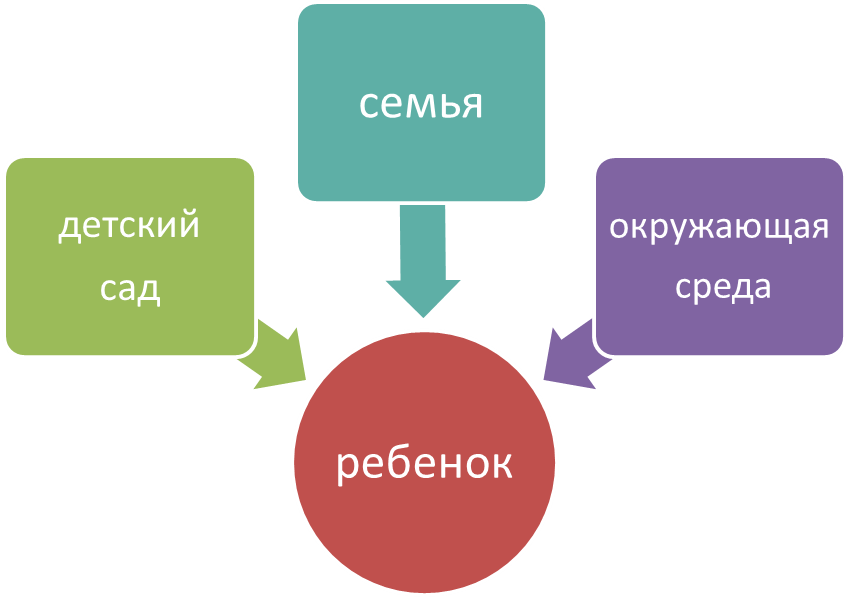 семья
детский
сад
окружающая
среда
ребенок